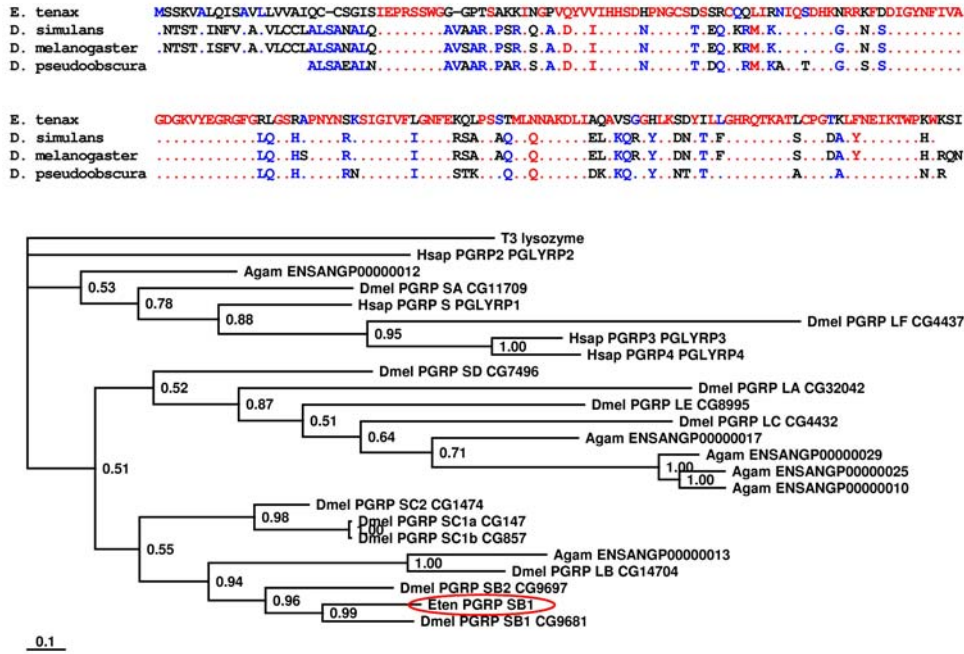 E. tenax MSSKVALQISAVLLVVAIQC-CSGISIEPRSSWGG-GPTSAKKINGPVQYVVIHHSDHPNGCSDSSRCQQLIRNIQSDHKNRRKFDDIGYNFIVA
D. simulans .NTST.INFV.A.VLCCLALSANALQ.........AVAAR.PSR.Q.A.D..I......N......T.EQ.KRM.K........G..N.S..........
D. melanogaster .NTST.ISFV.A.VLCCLALSANALQ.........AVAAR.PSR.Q.A.D..I......N......T.EQ.KRM.K........G..N.S..........
D. pseudoobscura ALSAEALN.........AVAAR.PAR.S.A.D..I......N......T.DQ.KRM.KA..T...G..S..........
E. tenax GDGKVYEGRGFGRLGSRAPNYNSKSIGIVFLGNFEKQLPSSTMLNNAKDLIAQAVSGGHLKSDYILLGHRQTKATLCPGTKLFNEIKTWPKWKSI
D. simulans ............LQ..H.....R.......I....RSA..AQ..Q.......EL.KQR.Y..DN.T.F........S....DA.F.......H.
D. melanogaster ............LQ..HS....R.......I....RSA..AQ..Q.......EL.KQR.Y..DN.T.F........S....DA.F.......H.RQN
D. pseudoobscura ............LQ..H.....RN......I....STK...Q..Q.......DK.KQ..Y..NT.T..........A....DA.........N.R
T3 lysozyme
Hsap PGRP2 PGLYRP2
Agam ENSANGP00000012
0.53
Dmel PGRP SA CG11709
0.78
Hsap PGRP S PGLYRP1
0.88
Dmel PGRP LF CG4437
0.95
Hsap PGRP3 PGLYRP3
1.00
Hsap PGRP4 PGLYRP4
Dmel PGRP SD CG7496
0.52
Dmel PGRP LA CG32042
0.87
Dmel PGRP LE CG8995
0.51
Dmel PGRP LC CG4432
0.64
Agam ENSANGP00000017
0.71
Agam ENSANGP00000029
1.00
Agam ENSANGP00000025
1.00
Agam ENSANGP00000010
0.51
Dmel PGRP SC2 CG1474
0.98
Dmel PGRP SC1a CG147
1.00
Dmel PGRP SC1b CG857
0.55
Agam ENSANGP00000013
1.00
Dmel PGRP LB CG14704
0.94
Dmel PGRP SB2 CG9697
0.96
Eten PGRP SB1
0.99
Dmel PGRP SB1 CG9681
0.1